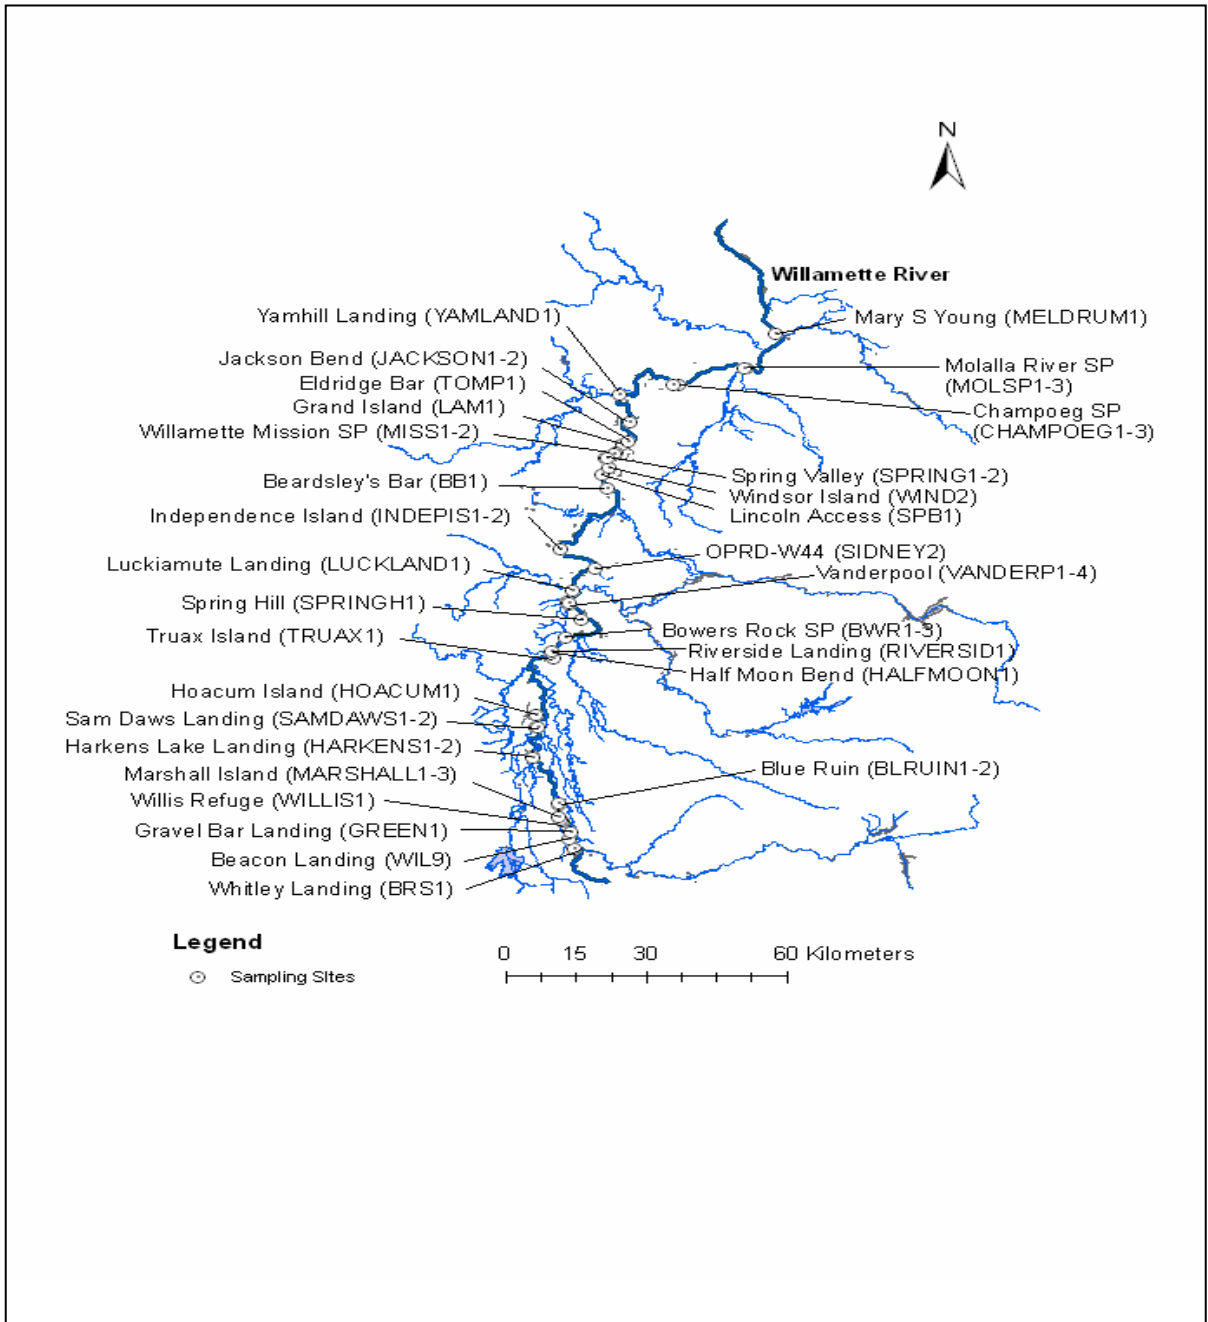 N
Willamette River
Yamhill Landing (YAMLAND1)
Mary S Young (MELDRUM1)
Jackson Bend (JACKSON1-2)
Molalla River SP
(MOLSP1-3)
Eldridge Bar (TOMP1)
Grand Island (LAM1)
Champoeg SP
(CHAMPOEG1-3)
Willamette Mission SP (MISS1-2)
Spring Valley (SPRING1-2)
Beardsley's Bar (BB1)
Windsor Island (WIND2)
Lincoln Access (SPB1)
Independence Island (INDEPIS1-2)
OPRD-W44 (SIDNEY2)
Luckiamute Landing (LUCKLAND1)
Vanderpool (VANDERP1-4)
Spring Hill (SPRINGH1)
Bowers Rock SP (BWR1-3)
Truax Island (TRUAX1)
Riverside Landing (RIVERSID1)
Half Moon Bend (HALFMOON1)
Hoacum Island (HOACUM1)
Sam Daws Landing (SAMDAWS1-2)
Harkens Lake Landing (HARKENS1-2)
Blue Ruin (BLRUIN1-2)
Marshall Island (MARSHALL1-3)
Willis Refuge (WILLIS1)
Gravel Bar Landing (GREEN1)
Beacon Landing (WIL9)
Whitley Landing (BRS1)
Legend
Sampling SItes
0 15 30 60 Kilometers